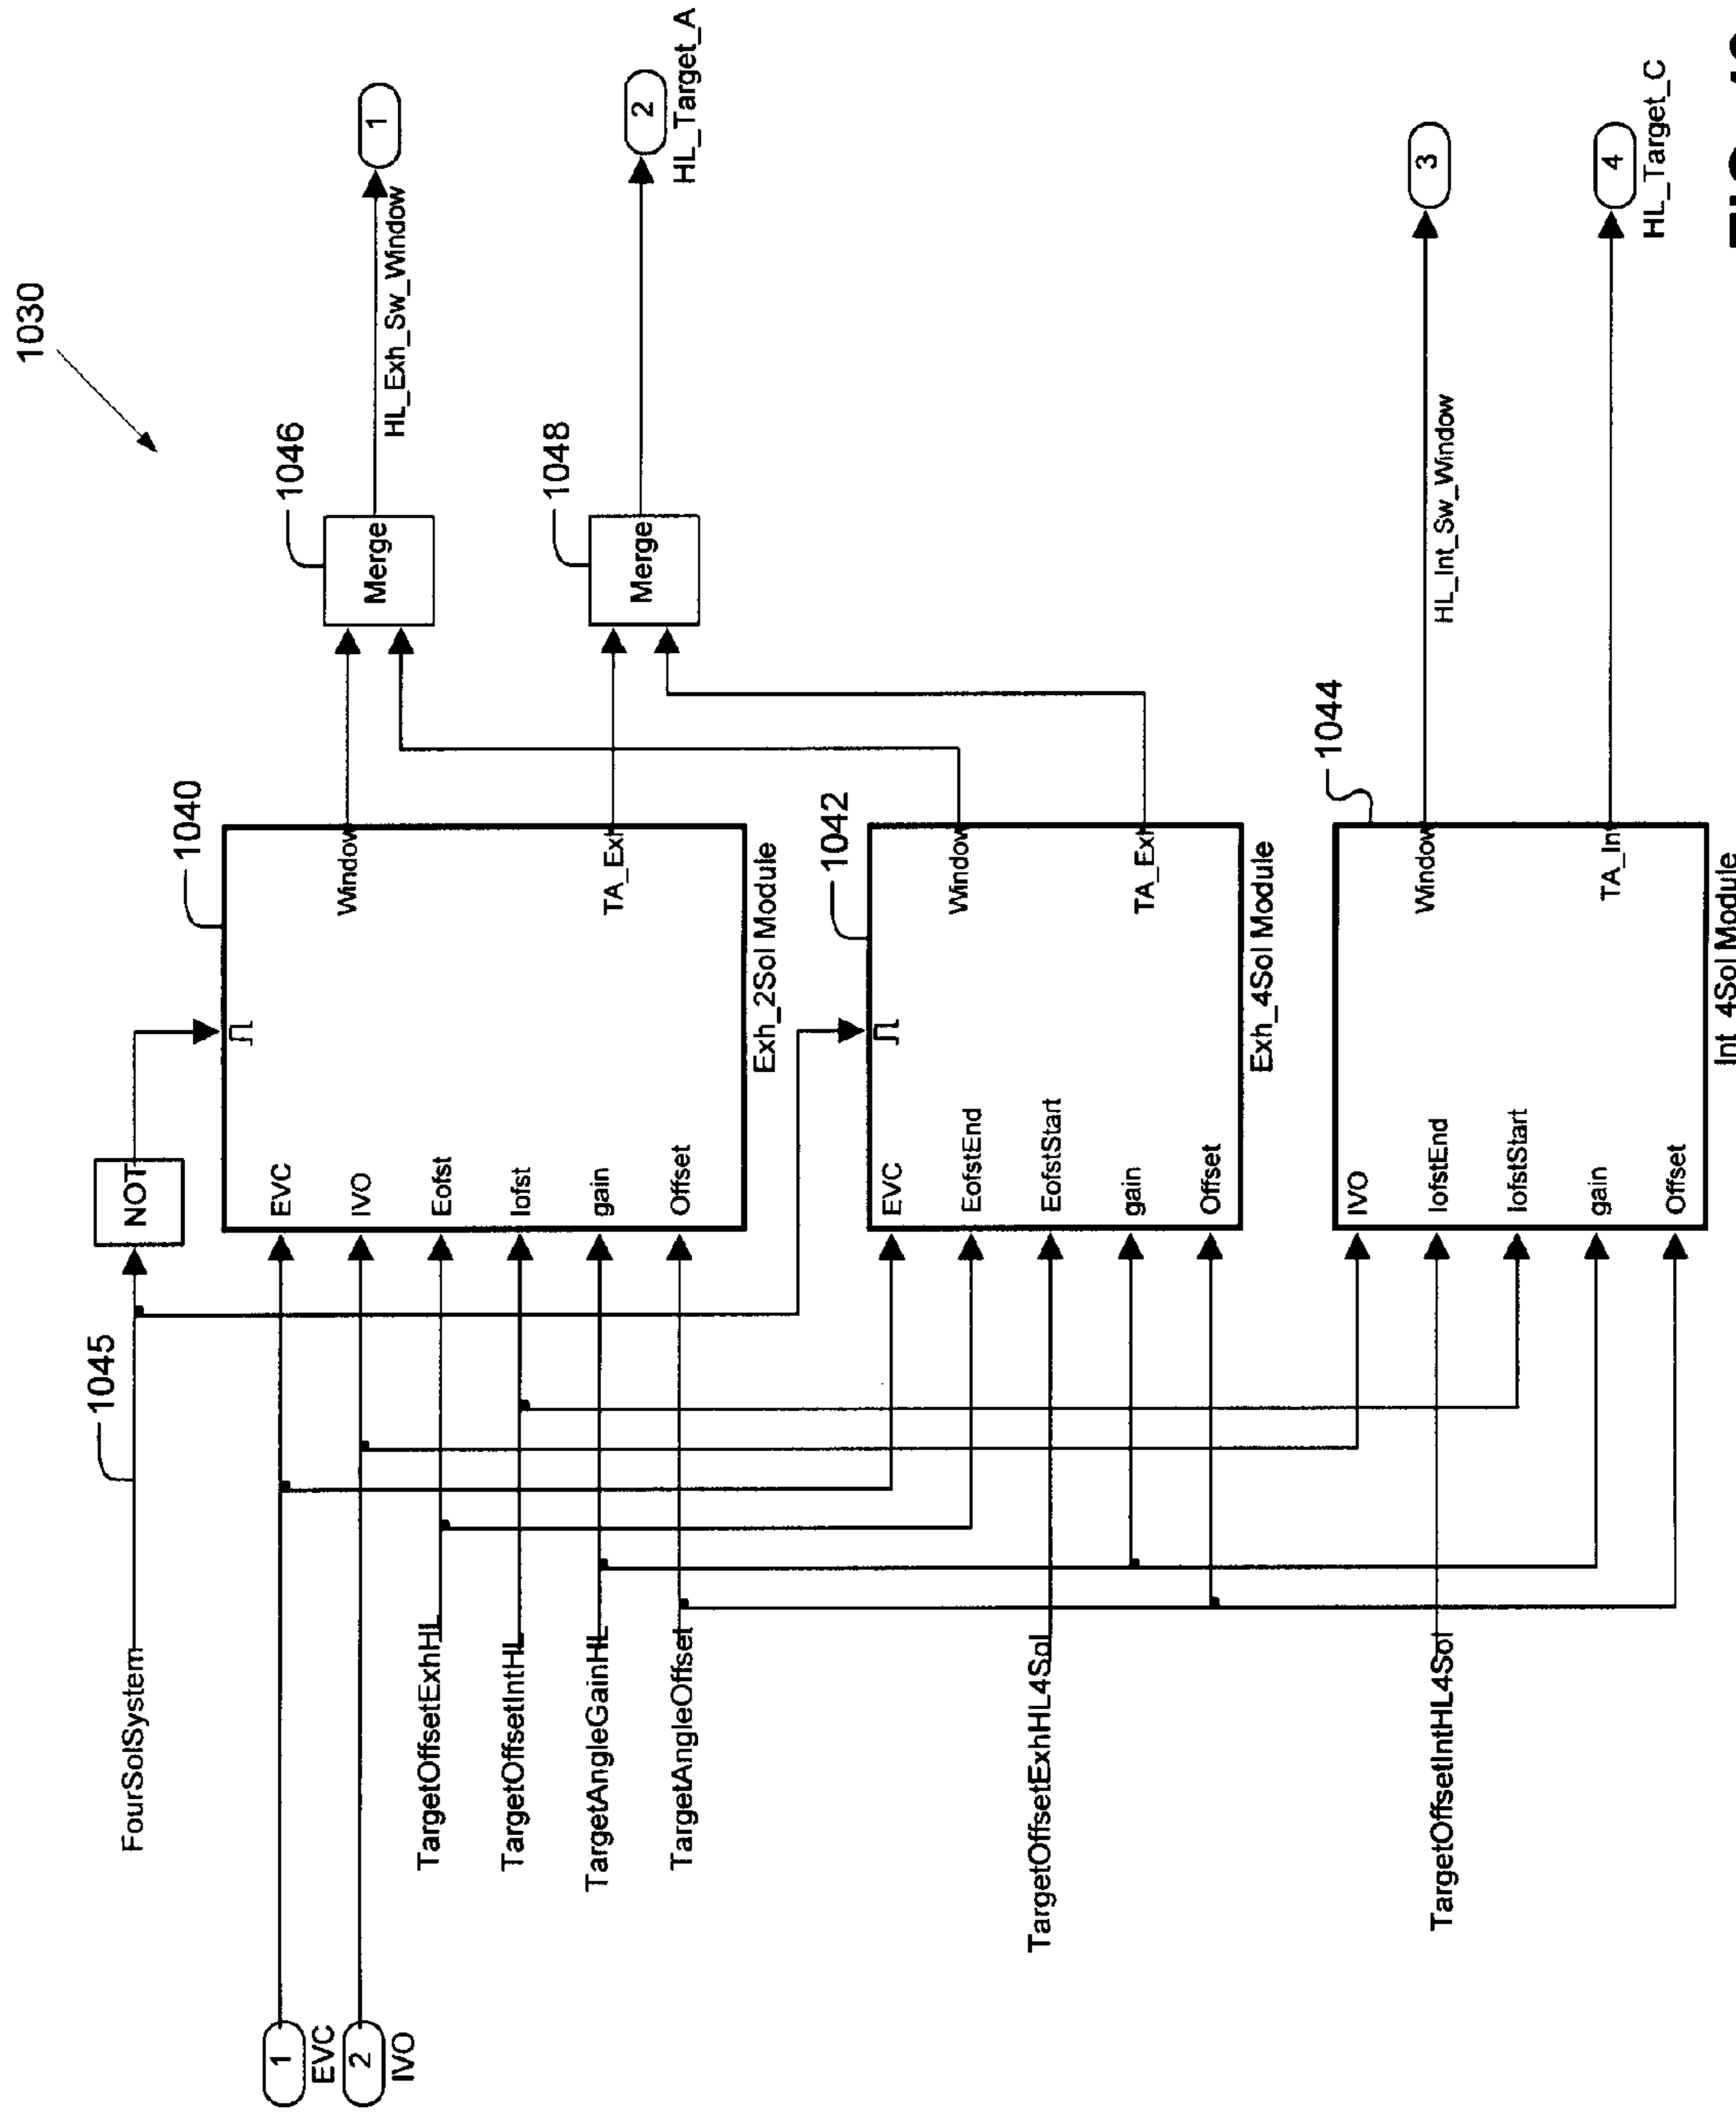 1030
1045
FourSolSystem
NOT
1
EVC
2
IVO
TargetOffsetExhHL
TargetOffsetIntHL
TargetAngleGainHL
TargetAngleOffset
1040
EVC
IVO
Eofst
Iofst
gain
Offset
Window
TA_Ext
Exh_2Sol Module
1046
Merge
HL_Exh_Sw_Window
1
1048
Merge
2
HL_Target_A
TargetOffsetExhHL4Sol
1042
EVC
EofstEnd
EofstStart
gain
Offset
Window
TA_Ext
Exh_4Sol Module
TargetOffsetIntHL4Sol
1044
IVO
IofstEnd
IofstStart
gain
Offset
Window
TA_Int
Int_4Sol Module
HL_Int_Sw_Window
3
4
HL_Target_C